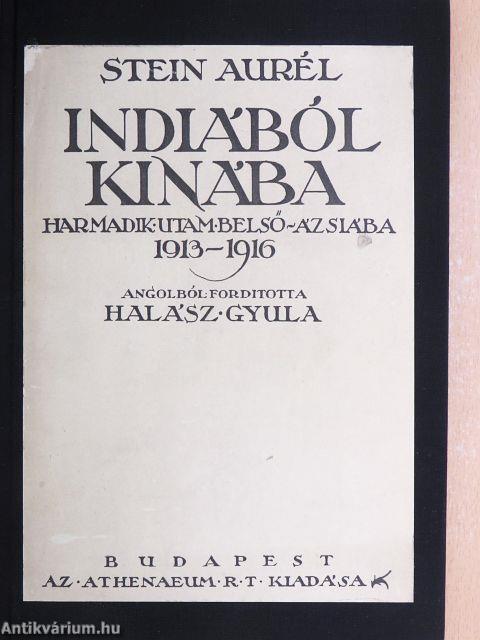 STEIN AURÉL
INDIÁBÓL
KINÁBA
HARMADIK·UTAM·BELSŐ-ÁZSIÁBA
1913-1916
ANGOLBÓL·FORDITOTTA
HALÁSZ·GYULA
BUDAPEST
AZ·ATHENAEUM·R·T·KIADÁSA
Antikvárium.hu